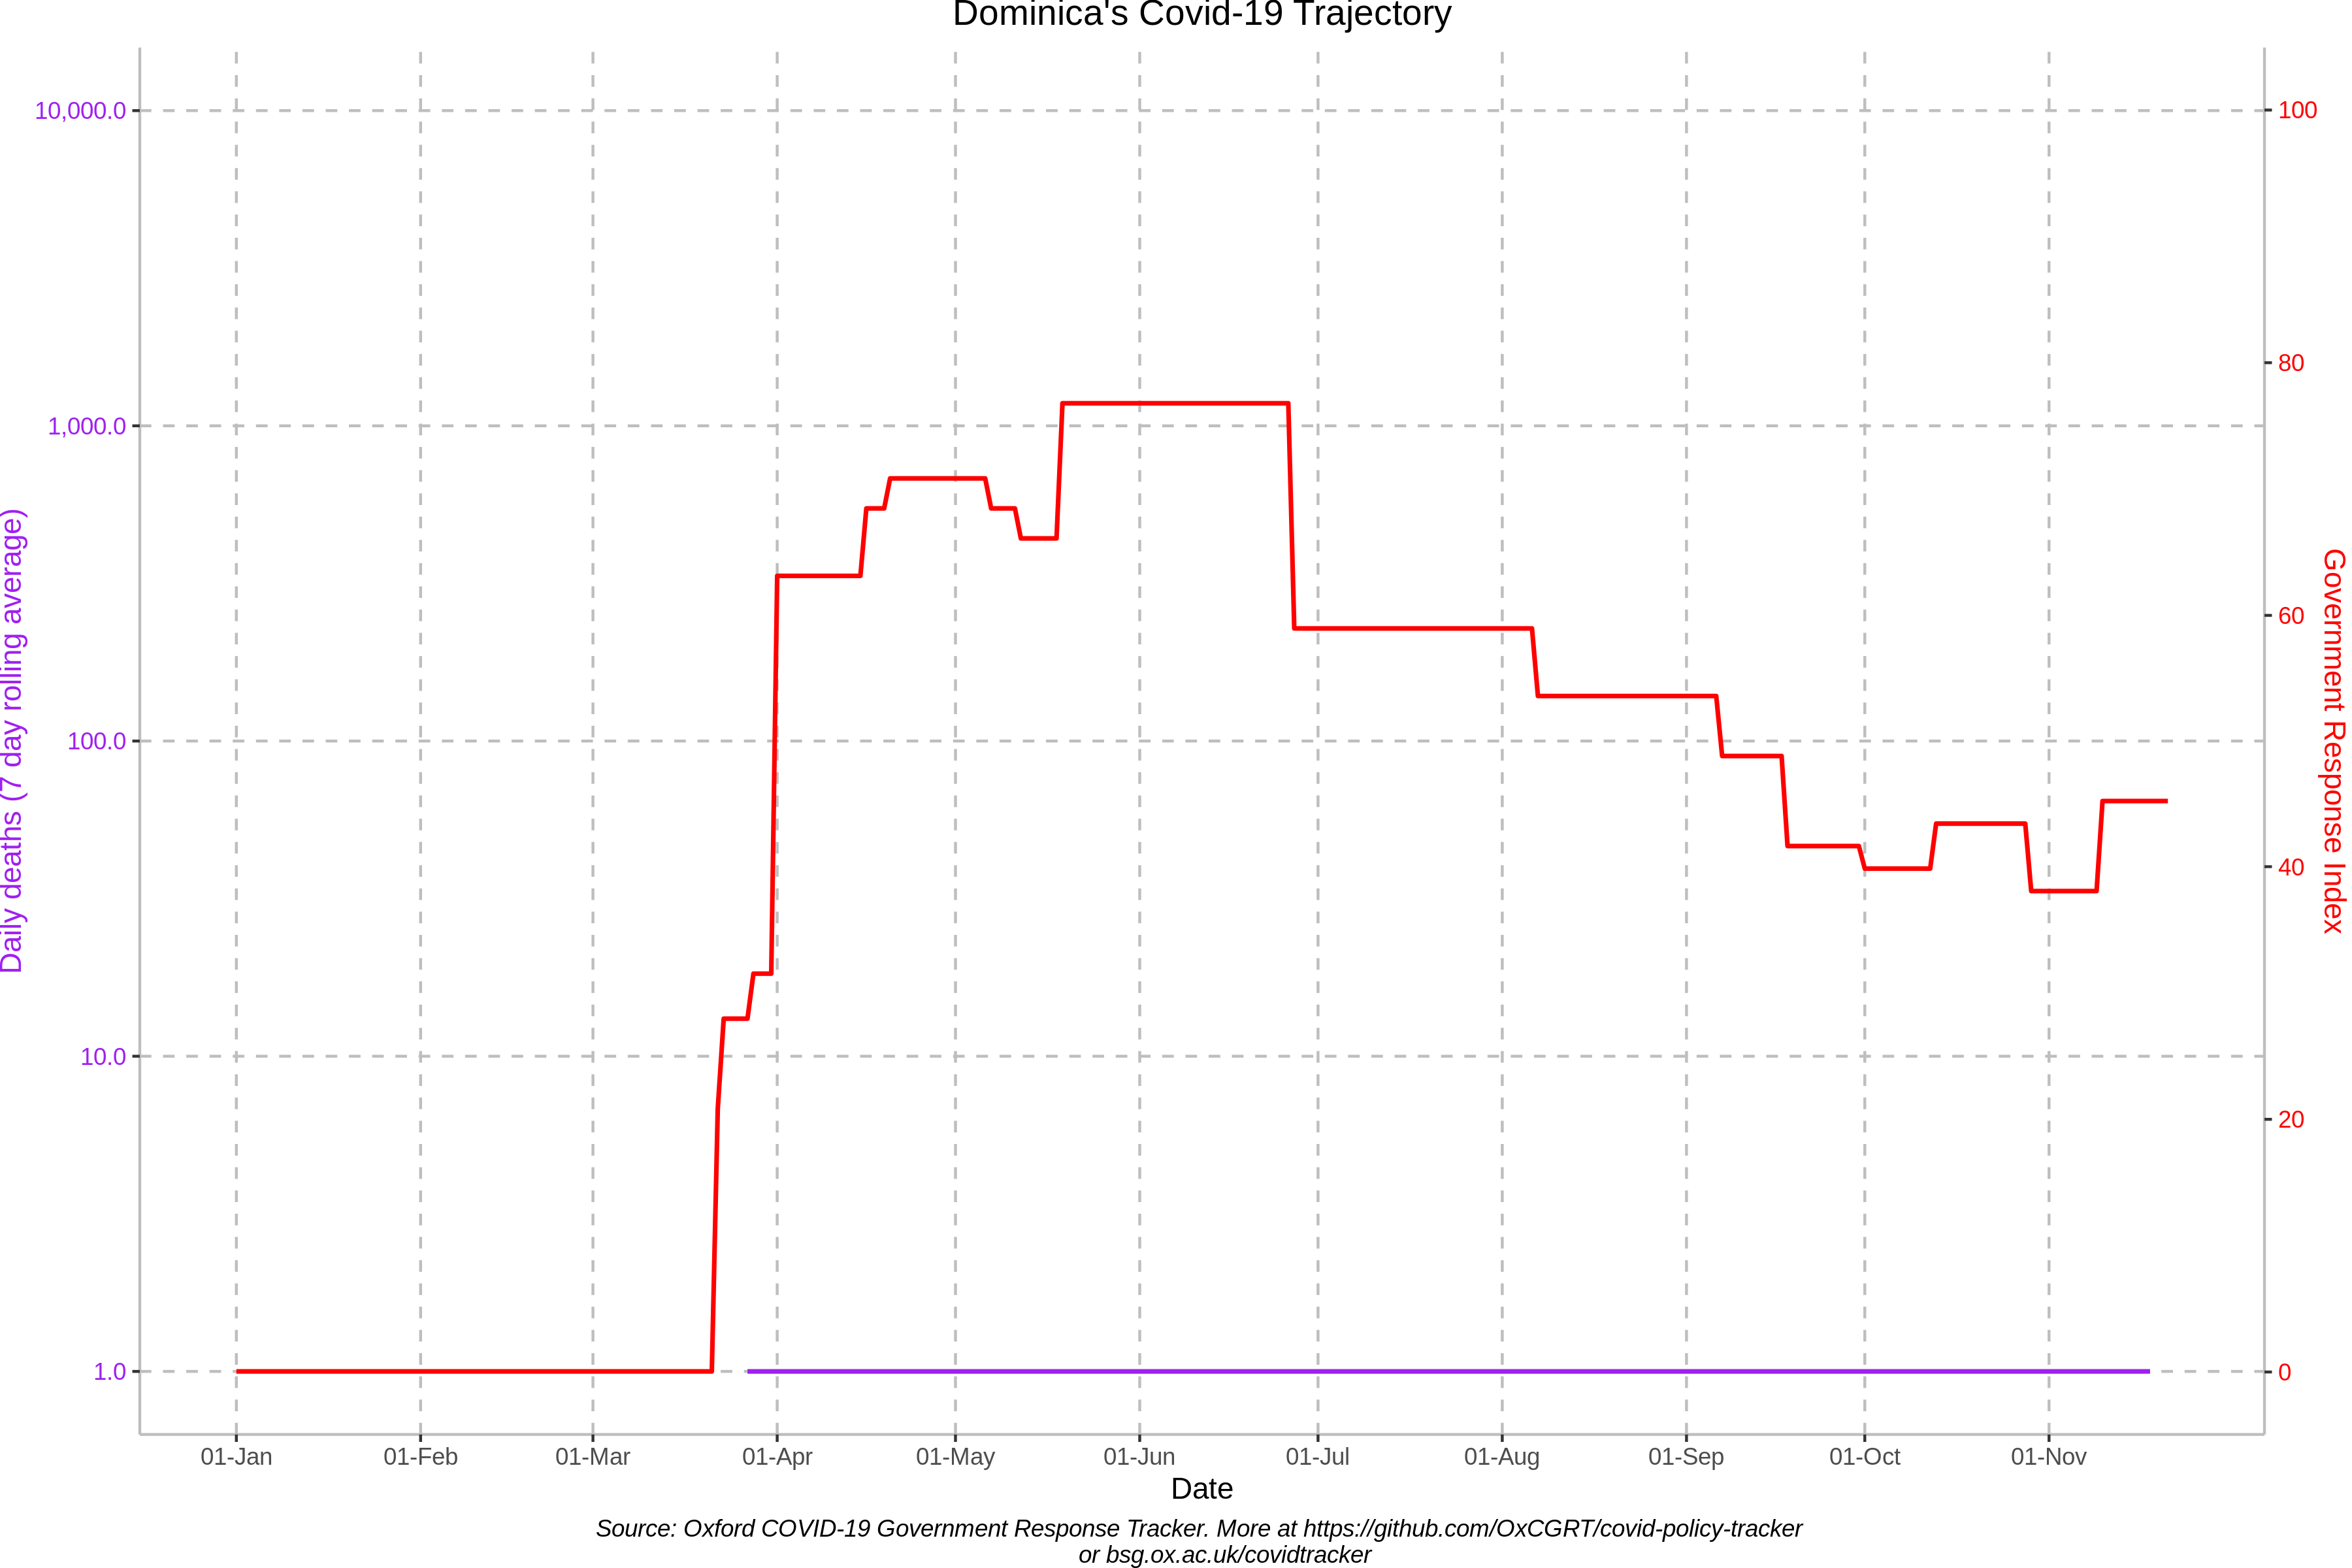 Dominica's Covid-19 Trajectory
10,000.0
1,000.0
100.0
10.0
1.0
Daily deaths (7 day rolling average)
100
80
60
40
20
0
Government Response Index
01-Jan
01-Feb
01-Mar
01-Apr
01-May
01-Jun
01-Jul
01-Aug
01-Sep
01-Oct
01-Nov
Date
Source: Oxford COVID-19 Government Response Tracker. More at https://github.com/OxCGRT/covid-policy-tracker
or bsg.ox.ac.uk/covidtracker